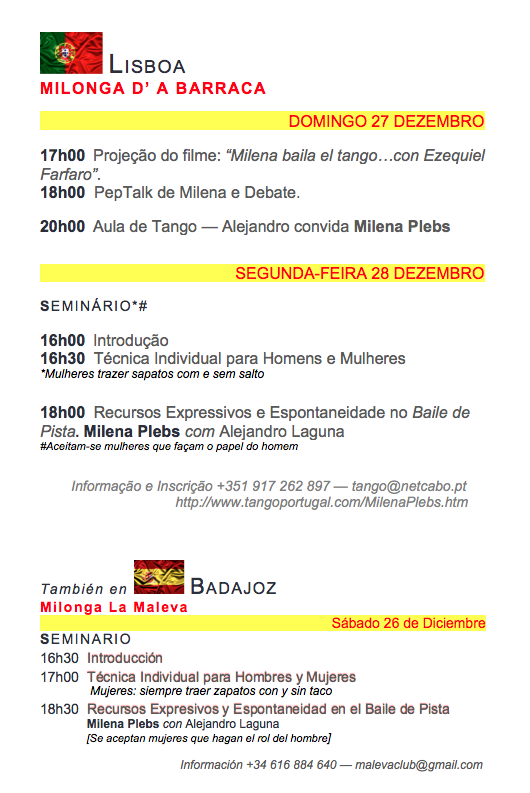 LISBOA
MILONGA D’ A BARRACA
DOMINGO 27 DEZEMBRO
17h00 Projeção do filme: “Milena baila el tango…con Ezequiel
Farfaro”.
18h00 PepTalk de Milena e Debate.
20h00 Aula de Tango — Alejandro convida Milena Plebs
SEGUNDA-FEIRA 28 DEZEMBRO
SEMINÁRIO*#
16h00 Introdução
16h30 Técnica Individual para Homens e Mulheres
*Mulheres trazer sapatos com e sem salto
18h00 Recursos Expressivos e Espontaneidade no Baile de
Pista. Milena Plebs com Alejandro Laguna
#Aceitam-se mulheres que façam o papel do homem
Informação e Inscrição +351 917 262 897 — tango@netcabo.pt
http://www.tangoportugal.com/MilenaPlebs.htm
También en BADAJOZ
Milonga La Maleva
Sábado 26 de Diciembre
SEMINARIO
16h30 Introducción
17h00 Técnica Individual para Hombres y Mujeres
Mujeres: siempre traer zapatos con y sin taco
18h30 Recursos Expresivos y Espontaneidad en el Baile de Pista
Milena Plebs con Alejandro Laguna
[Se aceptan mujeres que hagan el rol del hombre]
Información +34 616 884 640 — malevaclub@gmail.com